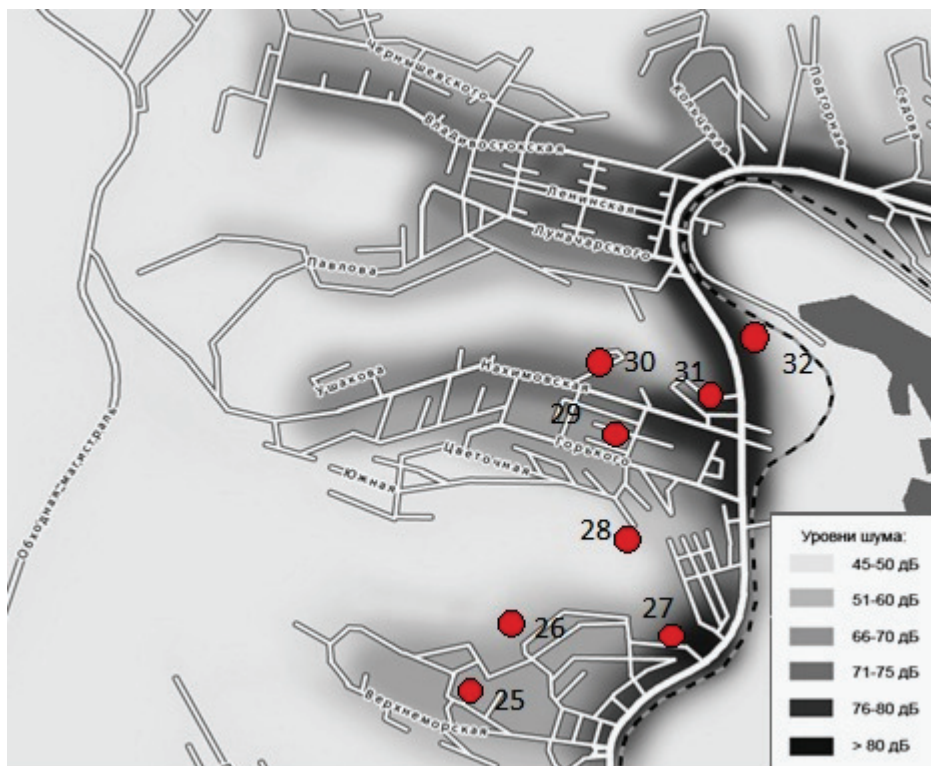 Чернышевского
Кольцевая
Подгорная
Седова
Владивостокская
Ленинская
Луначарского
Павлова
30
31
32
Ушакова
Нахимовская
29
Горького
Цветочная
Южная
Обходная магистраль
28
27
26
25
Верхнеморская
Уровни шума:
45-50 дБ
51-60 дБ
66-70 дБ
71-75 дБ
76-80 дБ
> 80 дБ